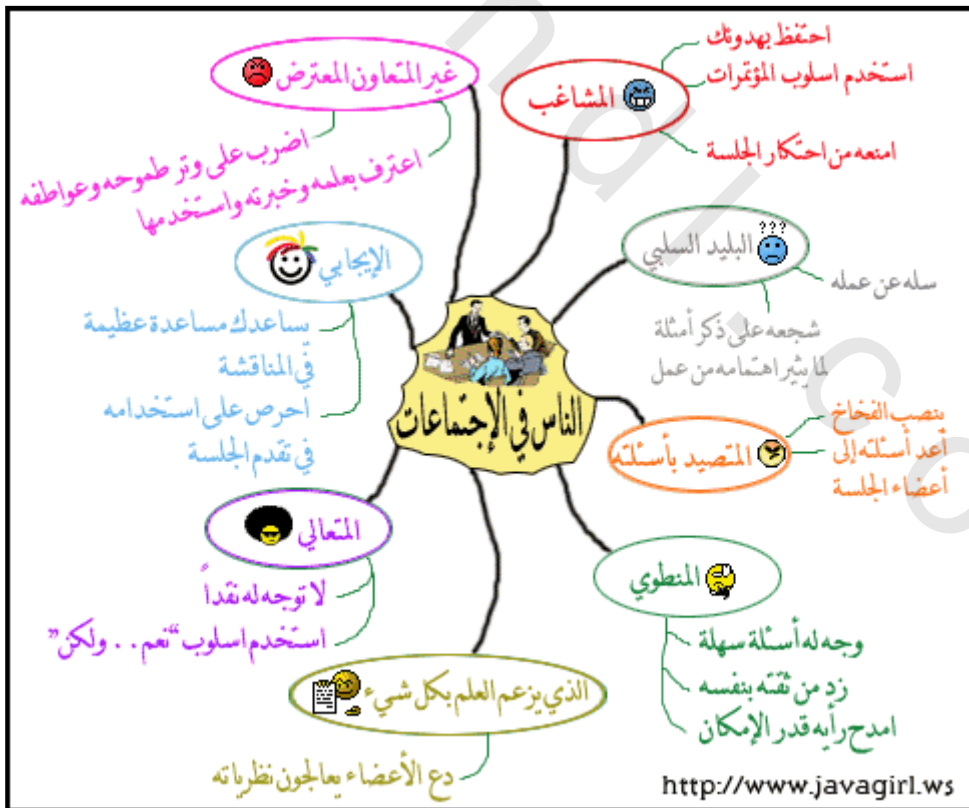 الناس في الإجتماعات
المشاغب
احتفظ بهدوئك
استخدم اسلوب المؤتمرات
امنعه من احتكار الجلسة
البليد السلبي
???
سله عن عمله
شجعه على ذكر أمثلة
لما يثير اهتمامه من عمل
المتصيد بأسئلته
ينصب الفخاخ
أعد أسئلته إلى
أعضاء الجلسة
المنطوي
وجه له أسئلة سهلة
زد من ثقته بنفسه
امدح رأيه قدر الإمكان
الذي يزعم العلم بكل شيء
دع الأعضاء يعالجون نظرياته
المتعالي
لا توجه له نقداً
استخدم اسلوب “نعم . . ولكن”
الإيجابي
يساعدك مساعدة عظيمة
في المناقشة
احرص على استخدامه
في تقدم الجلسة
غير المتعاون المعترض
اضرب على وتر طموحه وعواطفه
اعترف بعلمه وخبرته واستخدمها
http://www.javagirl.ws